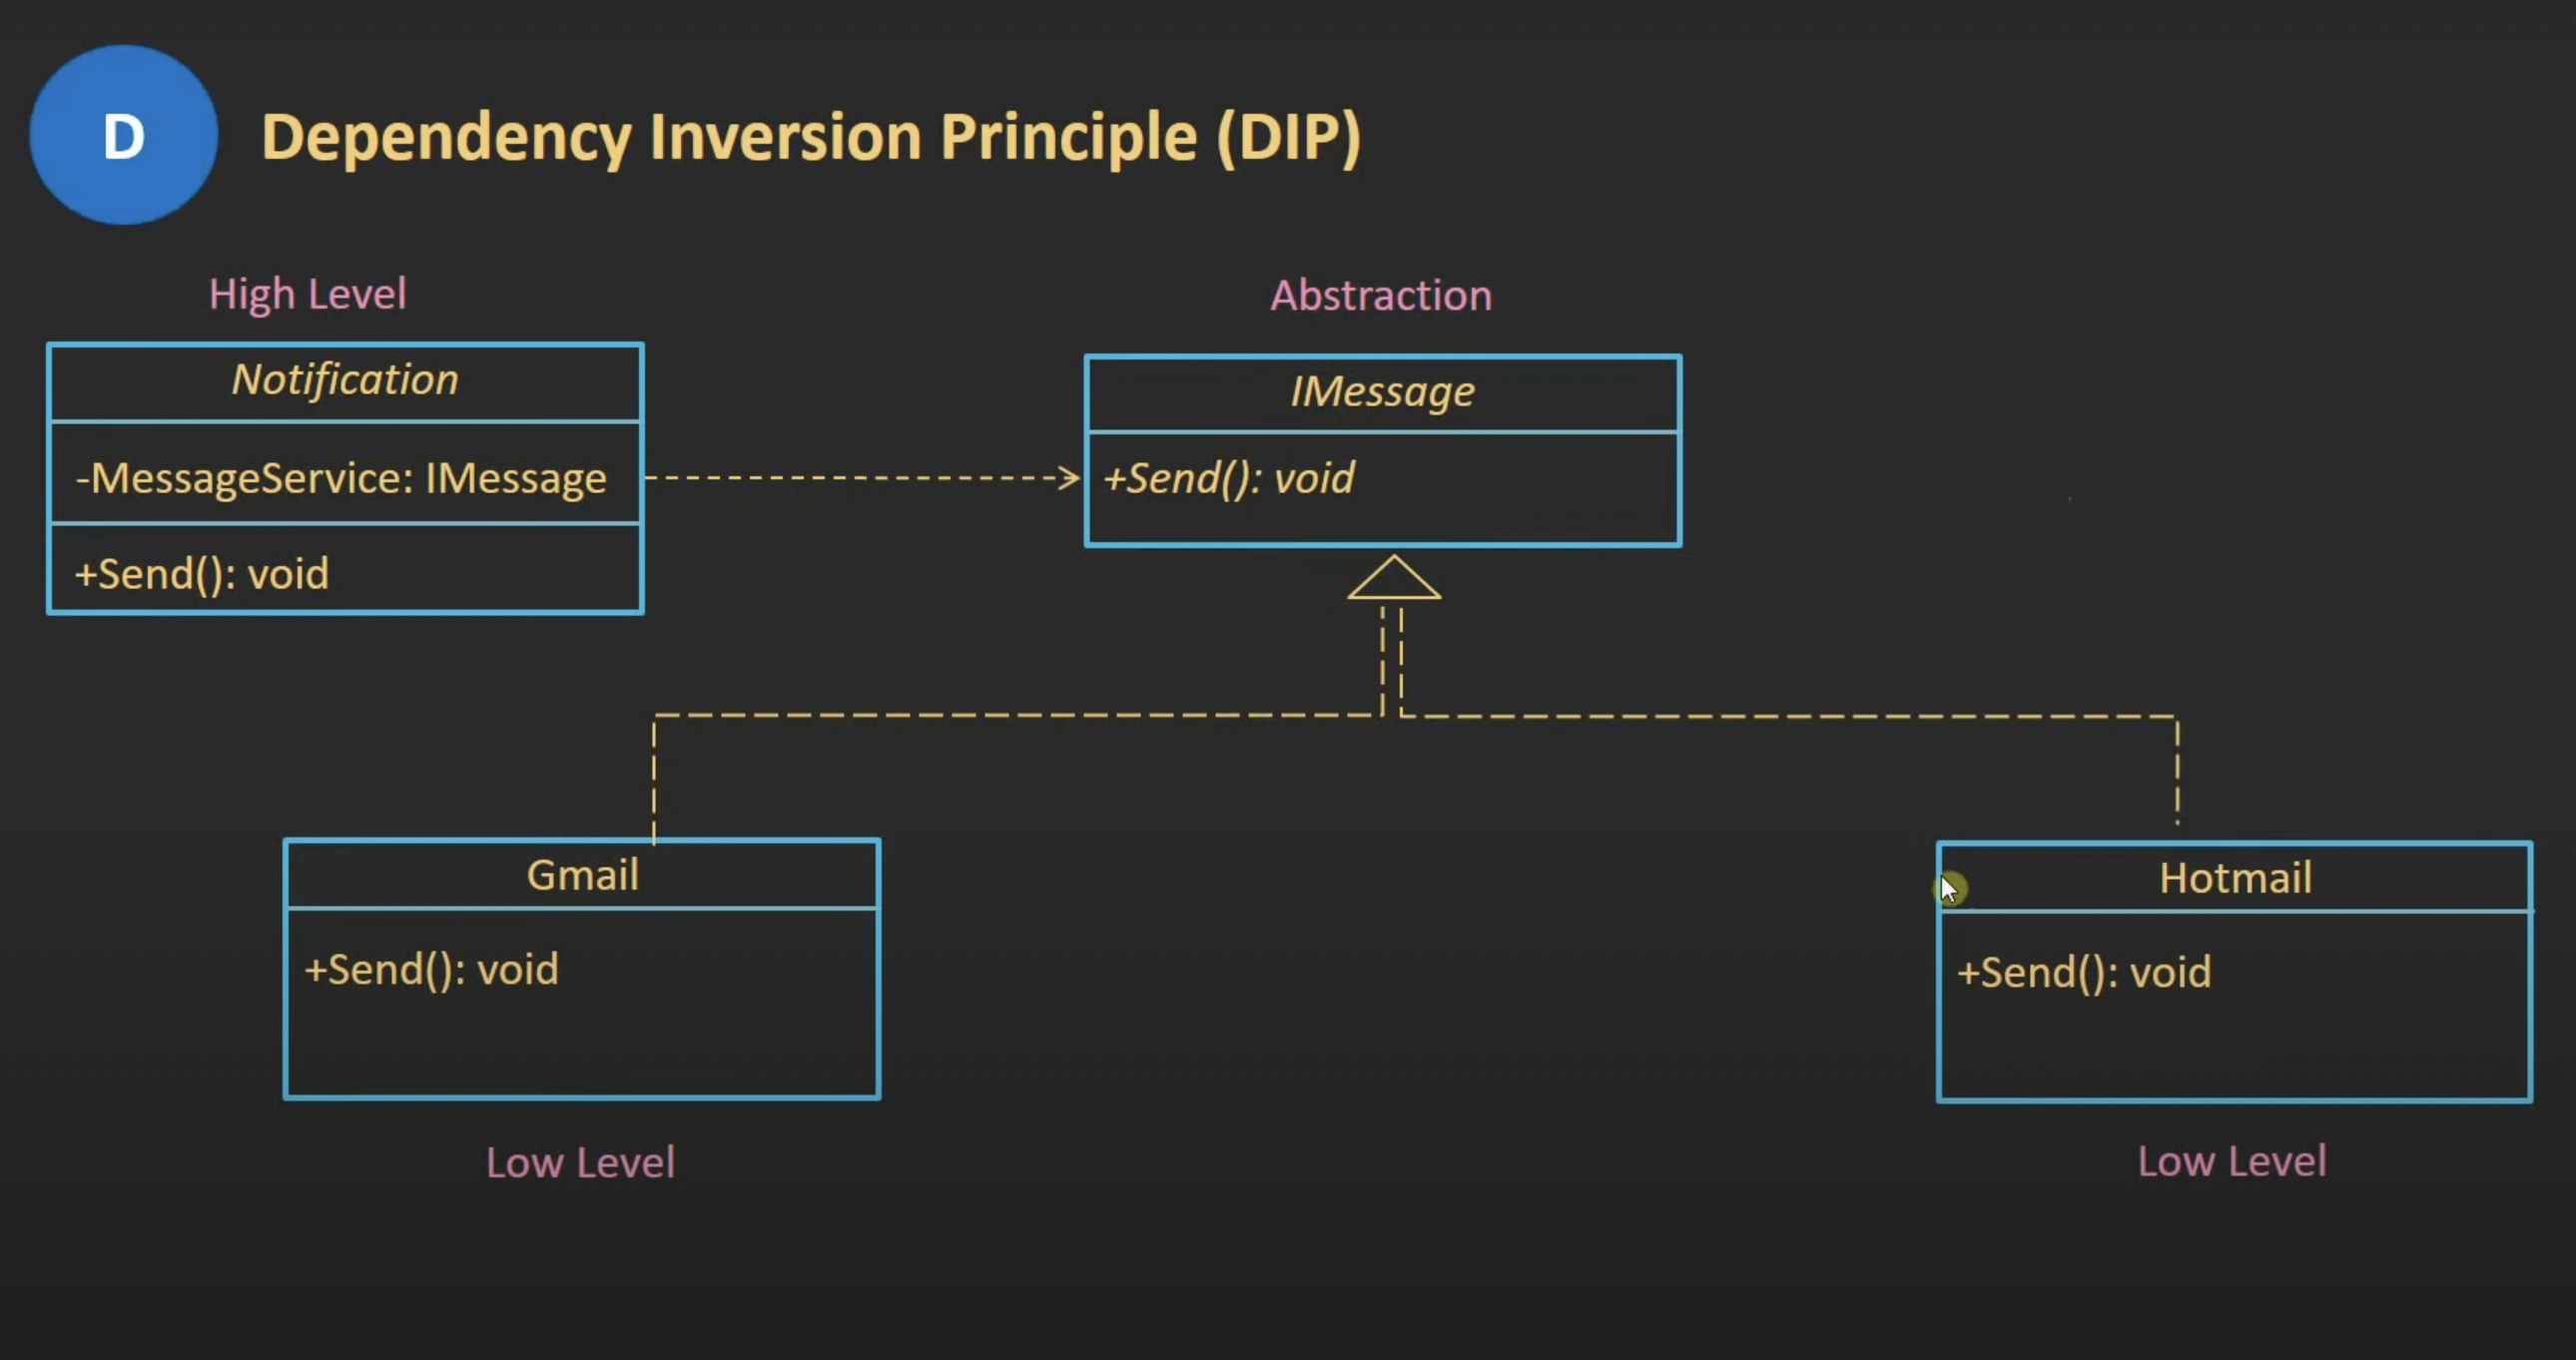 D
Dependency Inversion Principle (DIP)
High Level
Notification
-MessageService: IMessage
+Send(): void
Abstraction
IMessage
+Send(): void
Gmail
+Send(): void
Low Level
Hotmail
+Send(): void
Low Level